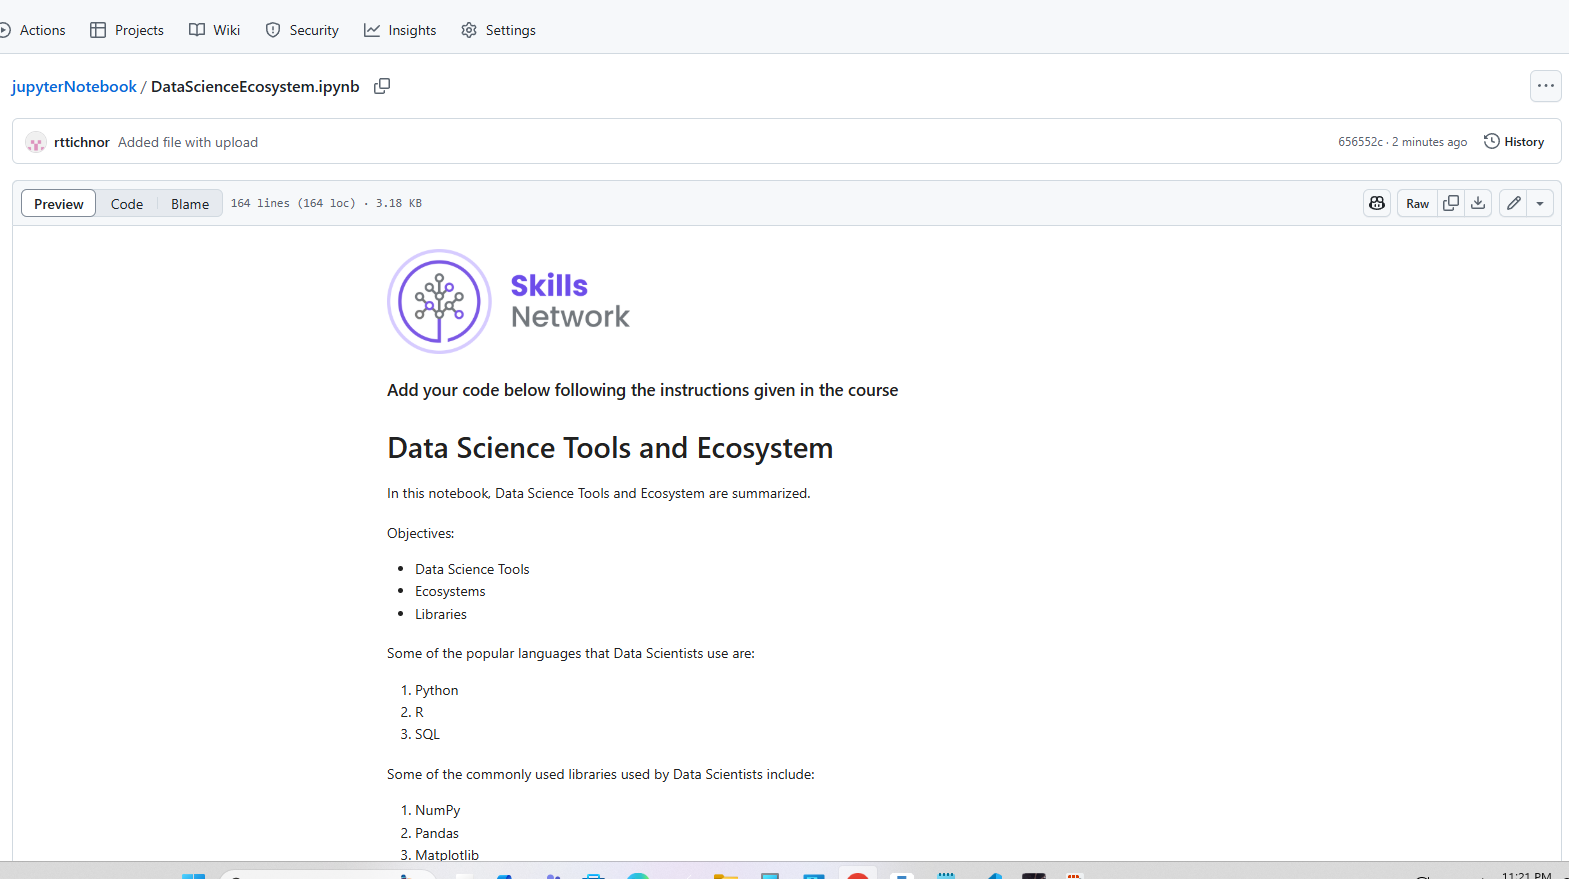 Actions Projects Wiki Security Insights Settings
jupyterNotebook / DataScienceEcosystem.ipynb
rttichnor Added file with upload 656552c · 2 minutes ago History
Preview Code Blame 164 lines (164 loc) · 3.18 KB Raw
Skills
Network
Add your code below following the instructions given in the course
Data Science Tools and Ecosystem
In this notebook, Data Science Tools and Ecosystem are summarized.
Objectives:
• Data Science Tools
• Ecosystems
• Libraries
Some of the popular languages that Data Scientists use are:
1. Python
2. R
3. SQL
Some of the commonly used libraries used by Data Scientists include:
1. NumPy
2. Pandas
3. Matplotlib
11:21 PM